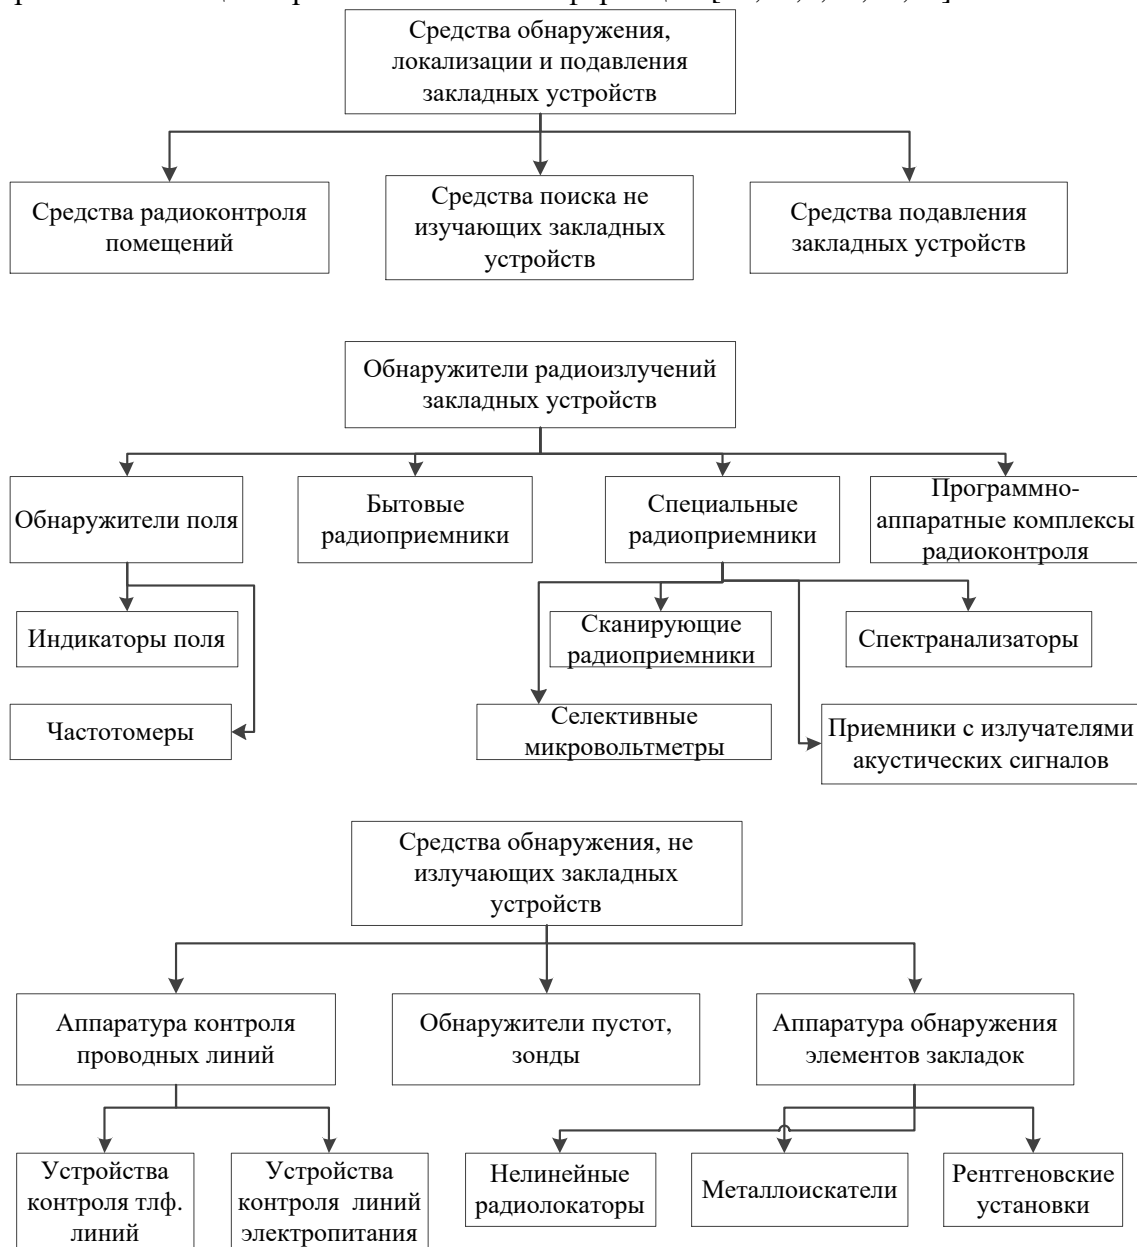 Средства обнаружения,
локализации и подавления
закладных устройств
Средства радиоконтроля
помещений
Средства поиска не
изучающих закладных
устройств
Средства подавления
закладных устройств
Обнаружители радиоизлучений
закладных устройств
Обнаружители поля
Бытовые
радиоприемники
Специальные
радиоприемники
Программно-
аппаратные комплексы
радиоконтроля
Индикаторы поля
Сканирующие
радиоприемники
Спектранализаторы
Частотомеры
Селективные
микровольтметры
Приемники с излучателями
акустических сигналов
Средства обнаружения, не
излучающих закладных
устройств
Аппаратура контроля
проводных линий
Обнаружители пустот,
зонды
Аппаратура обнаружения
элементов закладок
Устройства
контроля тлф.
линий
Устройства
контроля линий
электропитания
Нелинейные
радиолокаторы
Металлоискатели
Рентгеновские
установки